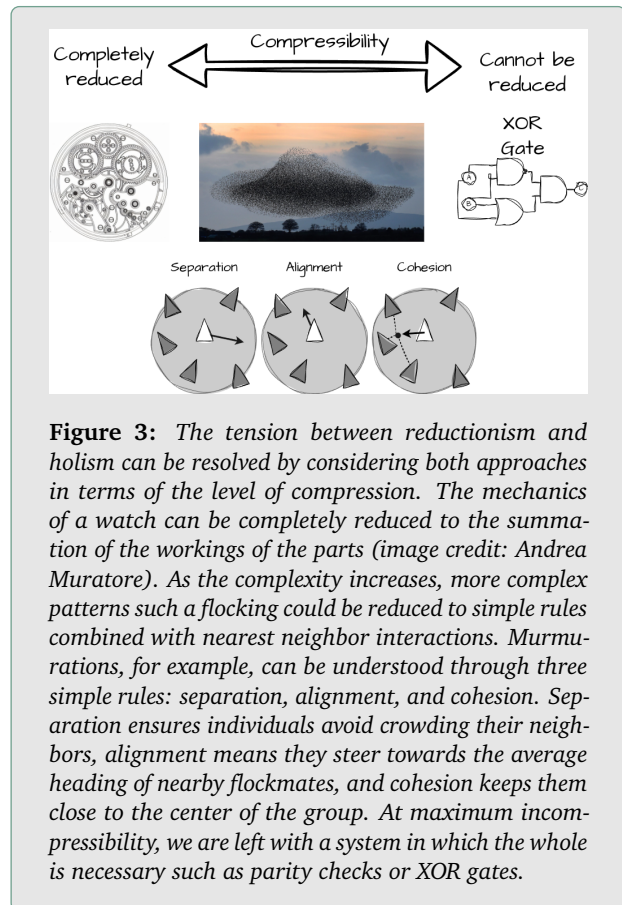 Compressibility
Completely
reduced
Cannot be
reduced
XOR
Gate
A
B
C
Separation
Alignment
Cohesion
Figure 3: The tension between reductionism and
holism can be resolved by considering both approaches
in terms of the level of compression. The mechanics
of a watch can be completely reduced to the summa-
tion of the workings of the parts (image credit: Andrea
Muratore). As the complexity increases, more complex
patterns such a flocking could be reduced to simple rules
combined with nearest neighbor interactions. Murmu-
rations, for example, can be understood through three
simple rules: separation, alignment, and cohesion. Sep-
aration ensures individuals avoid crowding their neigh-
bors, alignment means they steer towards the average
heading of nearby flockmates, and cohesion keeps them
close to the center of the group. At maximum incom-
pressibility, we are left with a system in which the whole
is necessary such as parity checks or XOR gates.